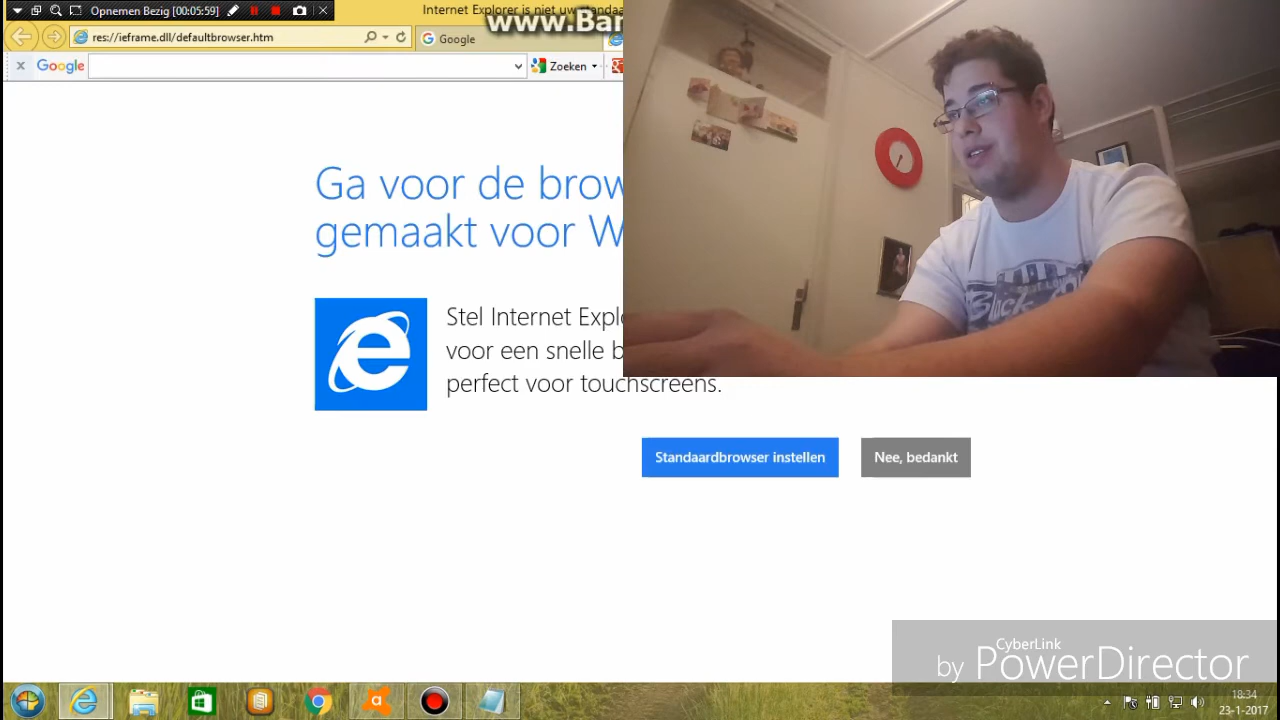 Opnemen Bezig [00:05:59]
Internet Explorer is niet uw
www.Ba
res://ieframe.dll/defaultbrowser.htm
Google
Google
Zoeken
Ga voor de brow
gemaakt voor W
Stel Internet Explo
voor een snelle b
perfect voor touchscreens.
Standaardbrowser instellen
Nee, bedankt
CyberLink
by PowerDirector
18:34
23-1-2017